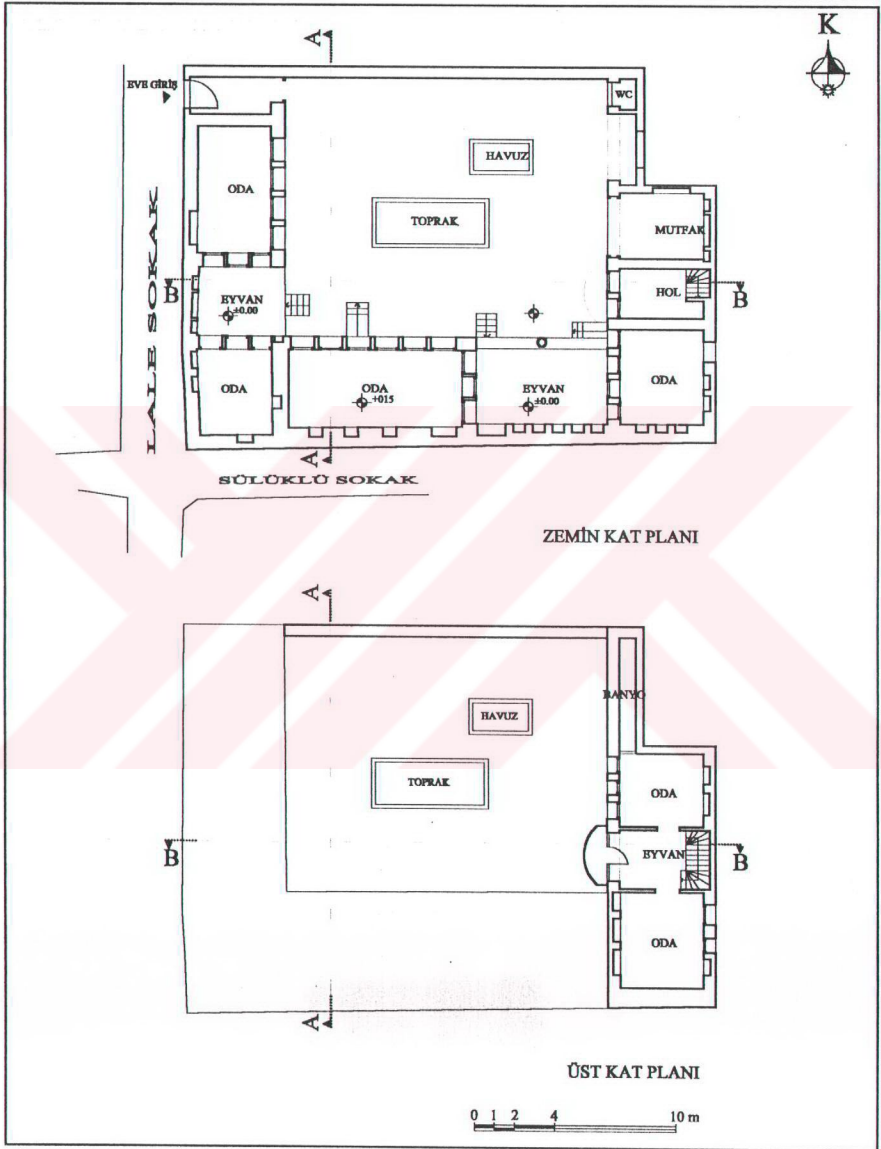 A
K
EVE GİRİŞ
WC
HAVUZ
ODA
TOPRAK
MUTFAK
LALE SOKAK
B
EYVAN
±0.00
HOL
B
ODA
ODA
+015
EYVAN
±0.00
ODA
A
SÜLÜKLÜ SOKAK
ZEMİN KAT PLANI
A
BANYO
HAVUZ
TOPRAK
ODA
B
EYVAN
B
ODA
A
ÜST KAT PLANI
0 1 2 4 10 m